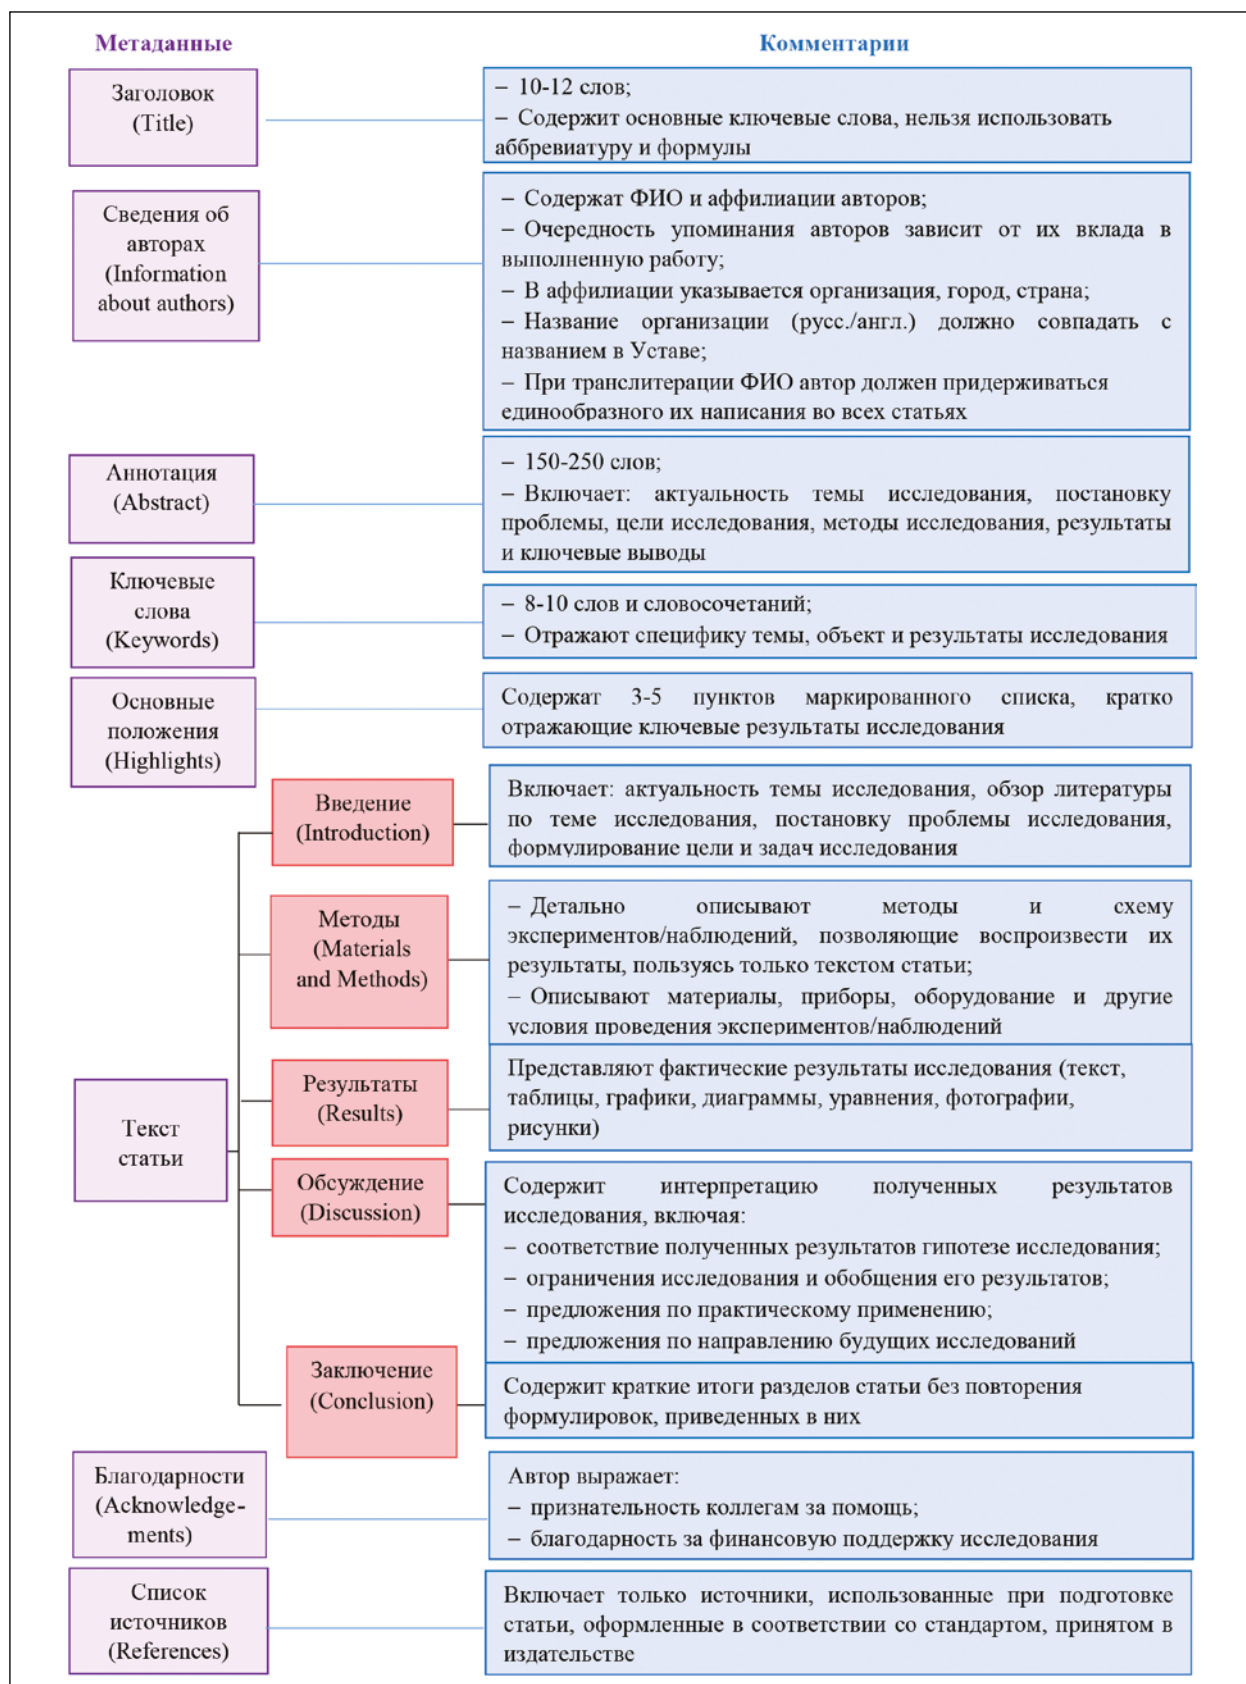 Метаданные
Комментарии
Заголовок
(Title)
– 10-12 слов;
– Содержит основные ключевые слова, нельзя использовать
аббревиатуру и формулы
Сведения об
авторах
(Information
about authors)
– Содержат ФИО и аффилиации авторов;
– Очередность упоминания авторов зависит от их вклада в
выполненную работу;
– В аффилиации указывается организация, город, страна;
– Название организации (русс./англ.) должно совпадать с
названием в Уставе;
– При транслитерации ФИО автор должен придерживаться
единообразного их написания во всех статьях
Аннотация
(Abstract)
– 150-250 слов;
– Включает: актуальность темы исследования, постановку
проблемы, цели исследования, методы исследования, результаты
и ключевые выводы
Ключевые
слова
(Keywords)
– 8-10 слов и словосочетаний;
– Отражают специфику темы, объект и результаты исследования
Основные
положения
(Highlights)
Содержат 3-5 пунктов маркированного списка, кратко
отражающие ключевые результаты исследования
Текст
статьи
Введение
(Introduction)
Включает: актуальность темы исследования, обзор литературы
по теме исследования, постановку проблемы исследования,
формулирование цели и задач исследования
Методы
(Materials
and Methods)
– Детально описывают методы и схему
экспериментов/наблюдений, позволяющие воспроизвести их
результаты, пользуясь только текстом статьи;
– Описывают материалы, приборы, оборудование и другие
условия проведения экспериментов/наблюдений
Результаты
(Results)
Представляют фактические результаты исследования (текст,
таблицы, графики, диаграммы, уравнения, фотографии,
рисунки)
Обсуждение
(Discussion)
Содержит интерпретацию полученных результатов
исследования, включая:
– соответствие полученных результатов гипотезе исследования;
– ограничения исследования и обобщения его результатов;
– предложения по практическому применению;
– предложения по направлению будущих исследований
Заключение
(Conclusion)
Содержит краткие итоги разделов статьи без повторения
формулировок, приведенных в них
Благодарности
(Acknowledge-
ments)
Автор выражает:
– признательность коллегам за помощь;
– благодарность за финансовую поддержку исследования
Список
источников
(References)
Включает только источники, использованные при подготовке
статьи, оформленные в соответствии со стандартом, принятом в
издательстве